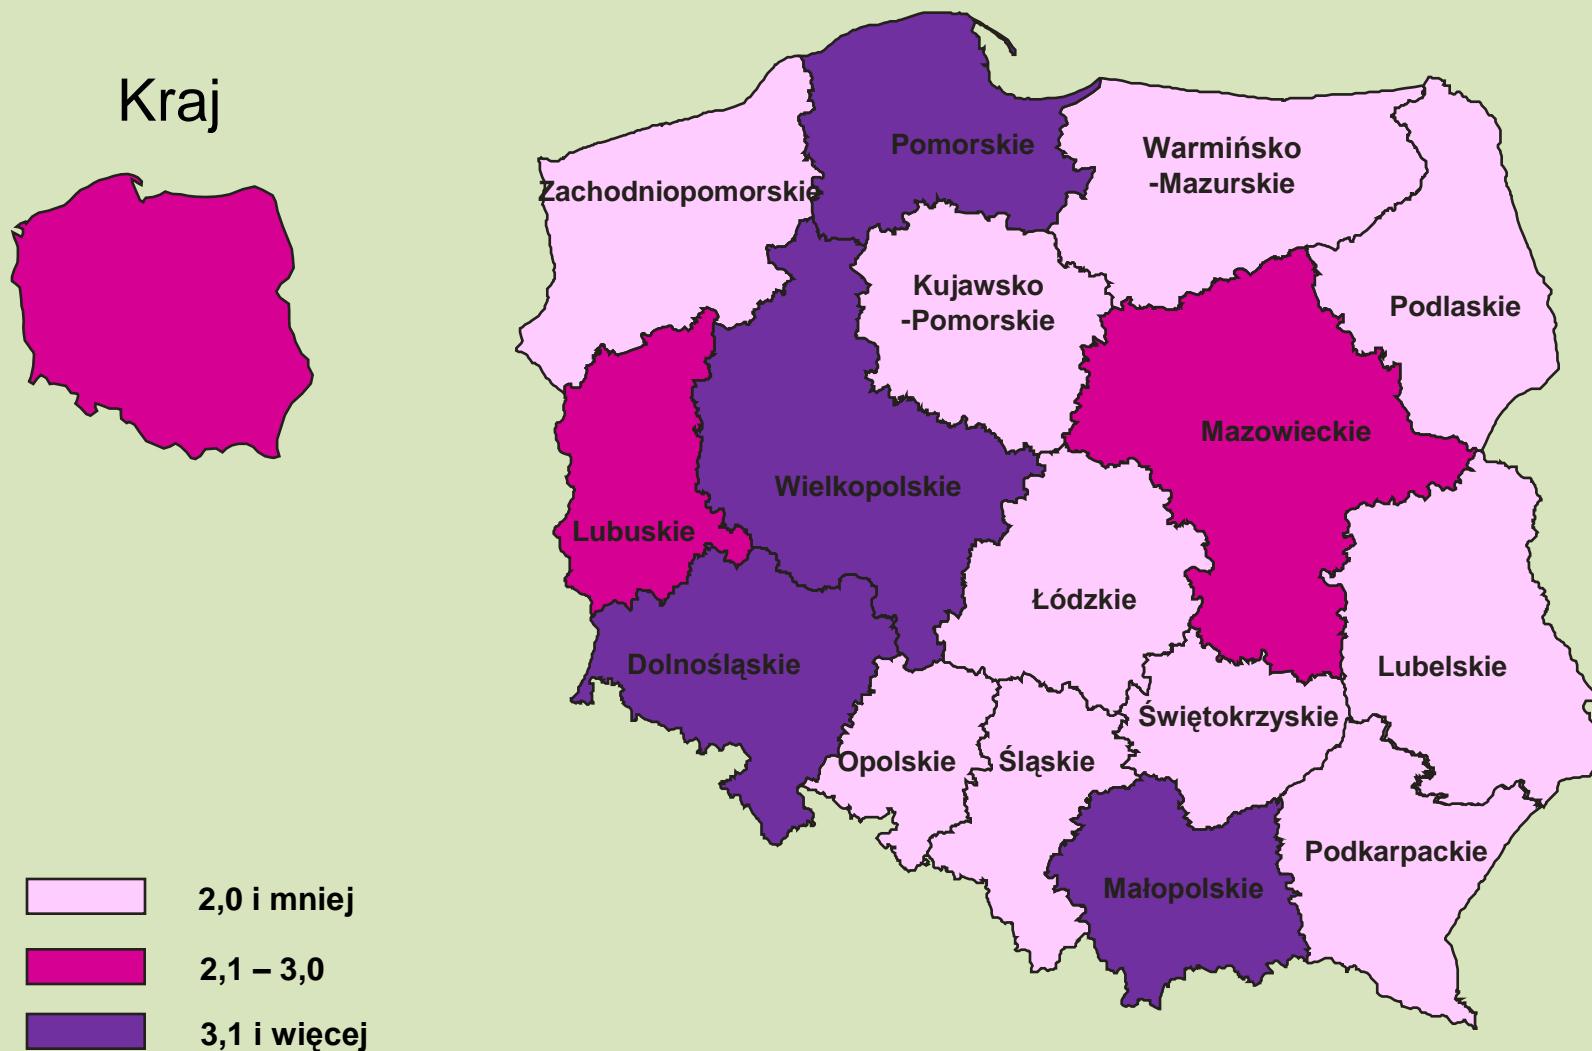 Kraj
Pomorskie
Warmińsko
-Mazurskie
Zachodniopomorskie
Kujawsko
-Pomorskie
Podlaskie
Mazowieckie
Wielkopolskie
Lubuskie
Łódzkie
Dolnośląskie
Lubelskie
Świętokrzyskie
Opolskie
Śląskie
Podkarpackie
Małopolskie
2,0 i mniej
2,1 – 3,0
3,1 i więcej